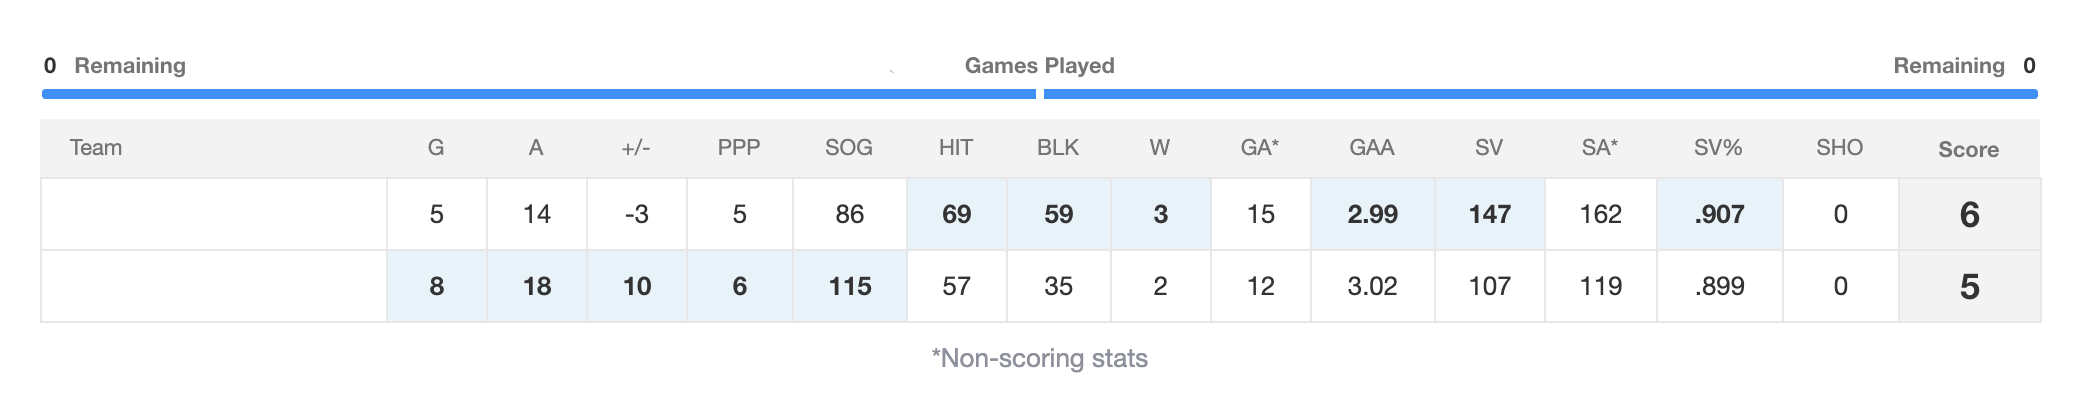 0 Remaining Games Played Remaining 0
Team G A +/- PPP SOG HIT BLK W GA* GAA SV SA* SV% SHO Score
5 14 -3 5 86 69 59 3 15 2.99 147 162 .907 0 6
8 18 10 6 115 57 35 2 12 3.02 107 119 .899 0 5
*Non-scoring stats